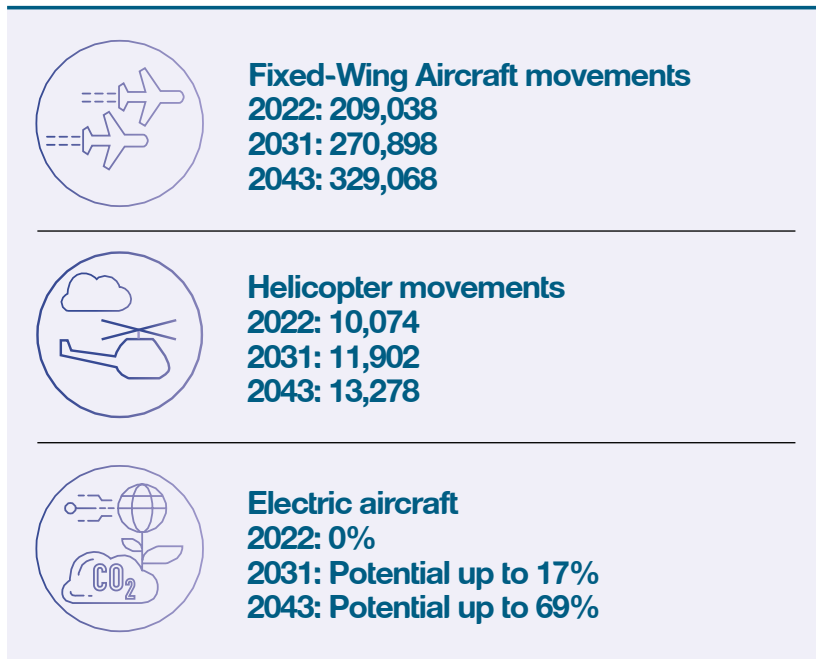 Fixed-Wing Aircraft movements
2022: 209,038
2031: 270,898
2043: 329,068
Helicopter movements
2022: 10,074
2031: 11,902
2043: 13,278
CO2
Electric aircraft
2022: 0%
2031: Potential up to 17%
2043: Potential up to 69%